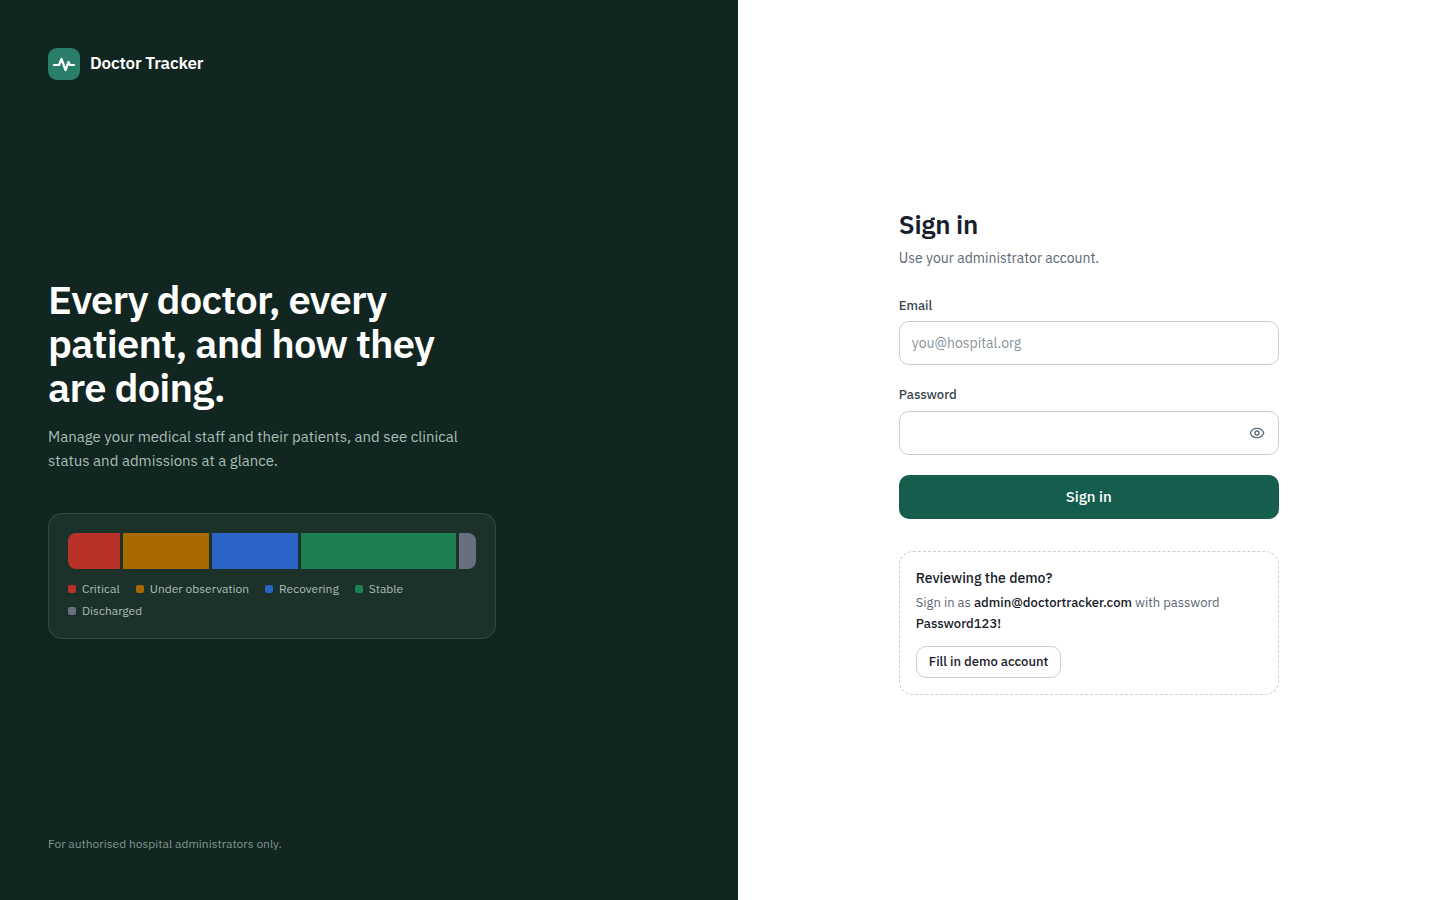 Doctor Tracker
Every doctor, every
patient, and how they
are doing.
Manage your medical staff and their patients, and see clinical
status and admissions at a glance.
Critical
Under observation
Recovering
Stable
Discharged
For authorised hospital administrators only.
Sign in
Use your administrator account.
Email
you@hospital.org
Password
Sign in
Reviewing the demo?
Sign in as admin@doctortracker.com with password
Password123!
Fill in demo account